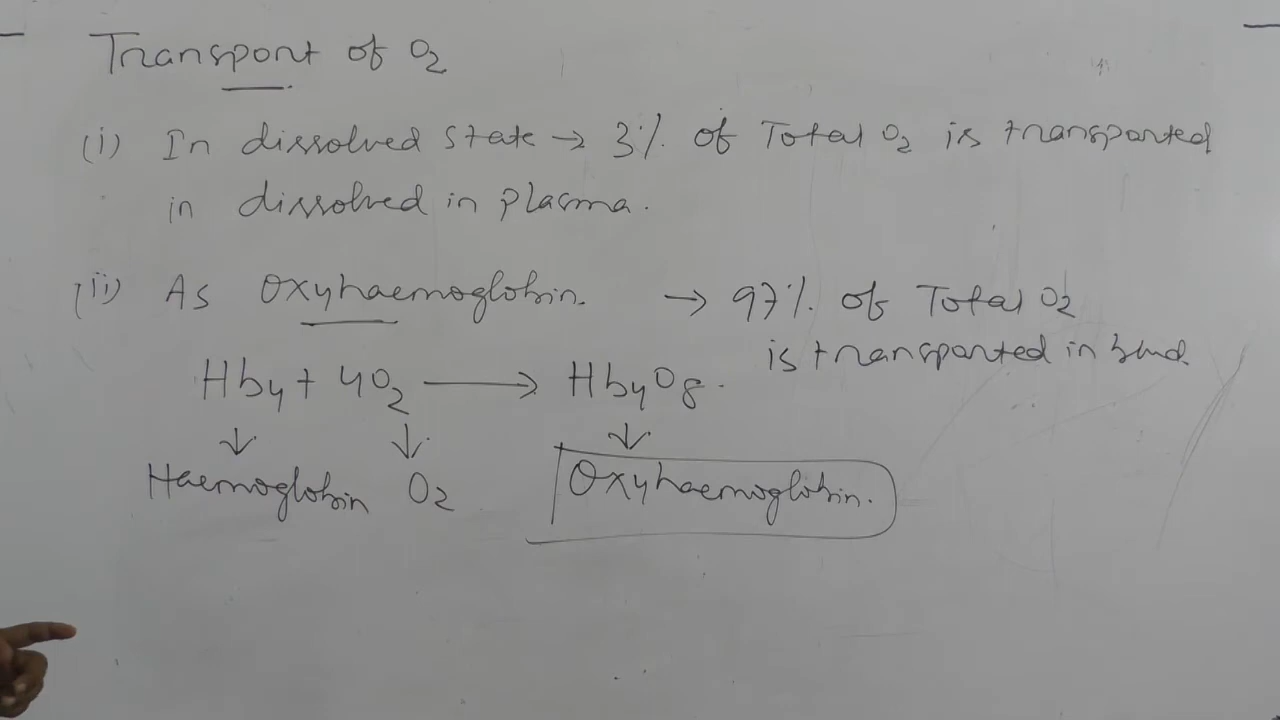 Transport of O2
(i) In dissolved state → 3% of Total O2 is transported
in dissolved in plasma.
(ii) As Oxyhaemoglobin. → 97% of Total O2
is transported in blud.
Hb4 + 4O2 → Hb4O8.
↓ ↓ ↓
Haemoglobin O2 Oxyhaemoglobin.